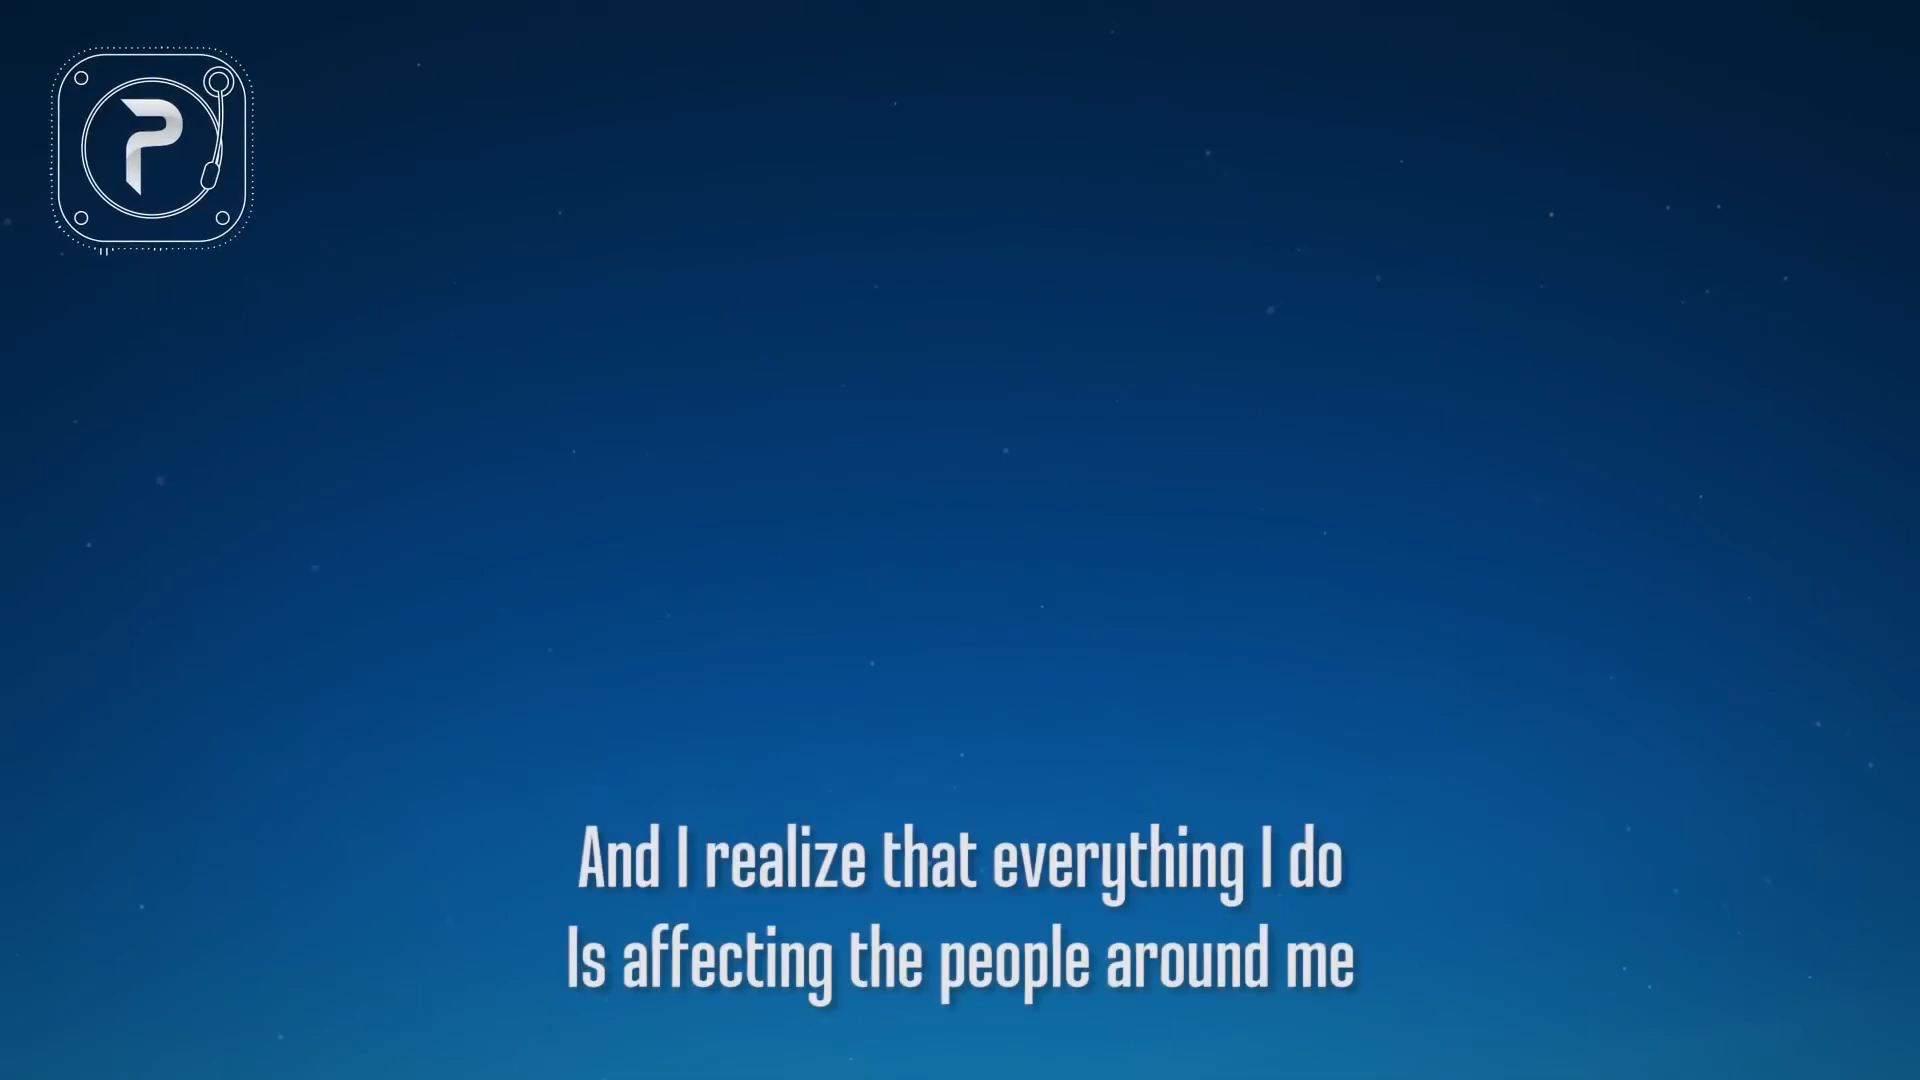 P
And I realize that everything I do
Is affecting the people around me